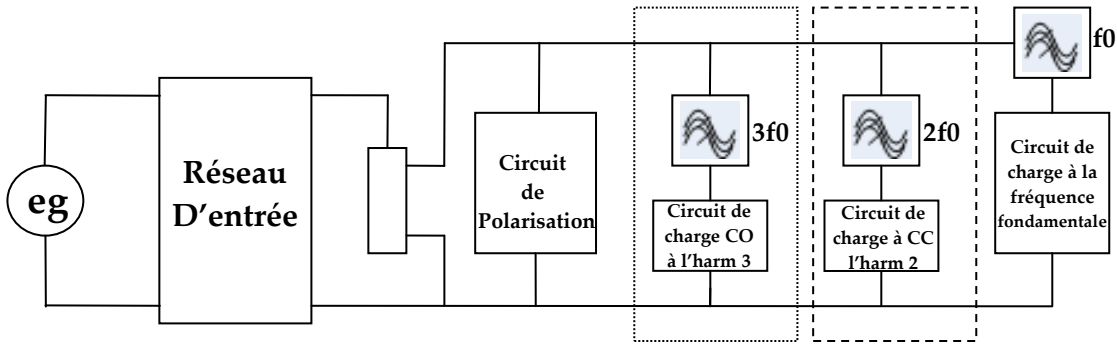 eg
Réseau
D'entrée
Circuit
de
Polarisation
3f0
Circuit de
charge CO
à l'harm 3
2f0
Circuit de
charge à CC
l'harm 2
f0
Circuit de
charge à la
fréquence
fondamentale